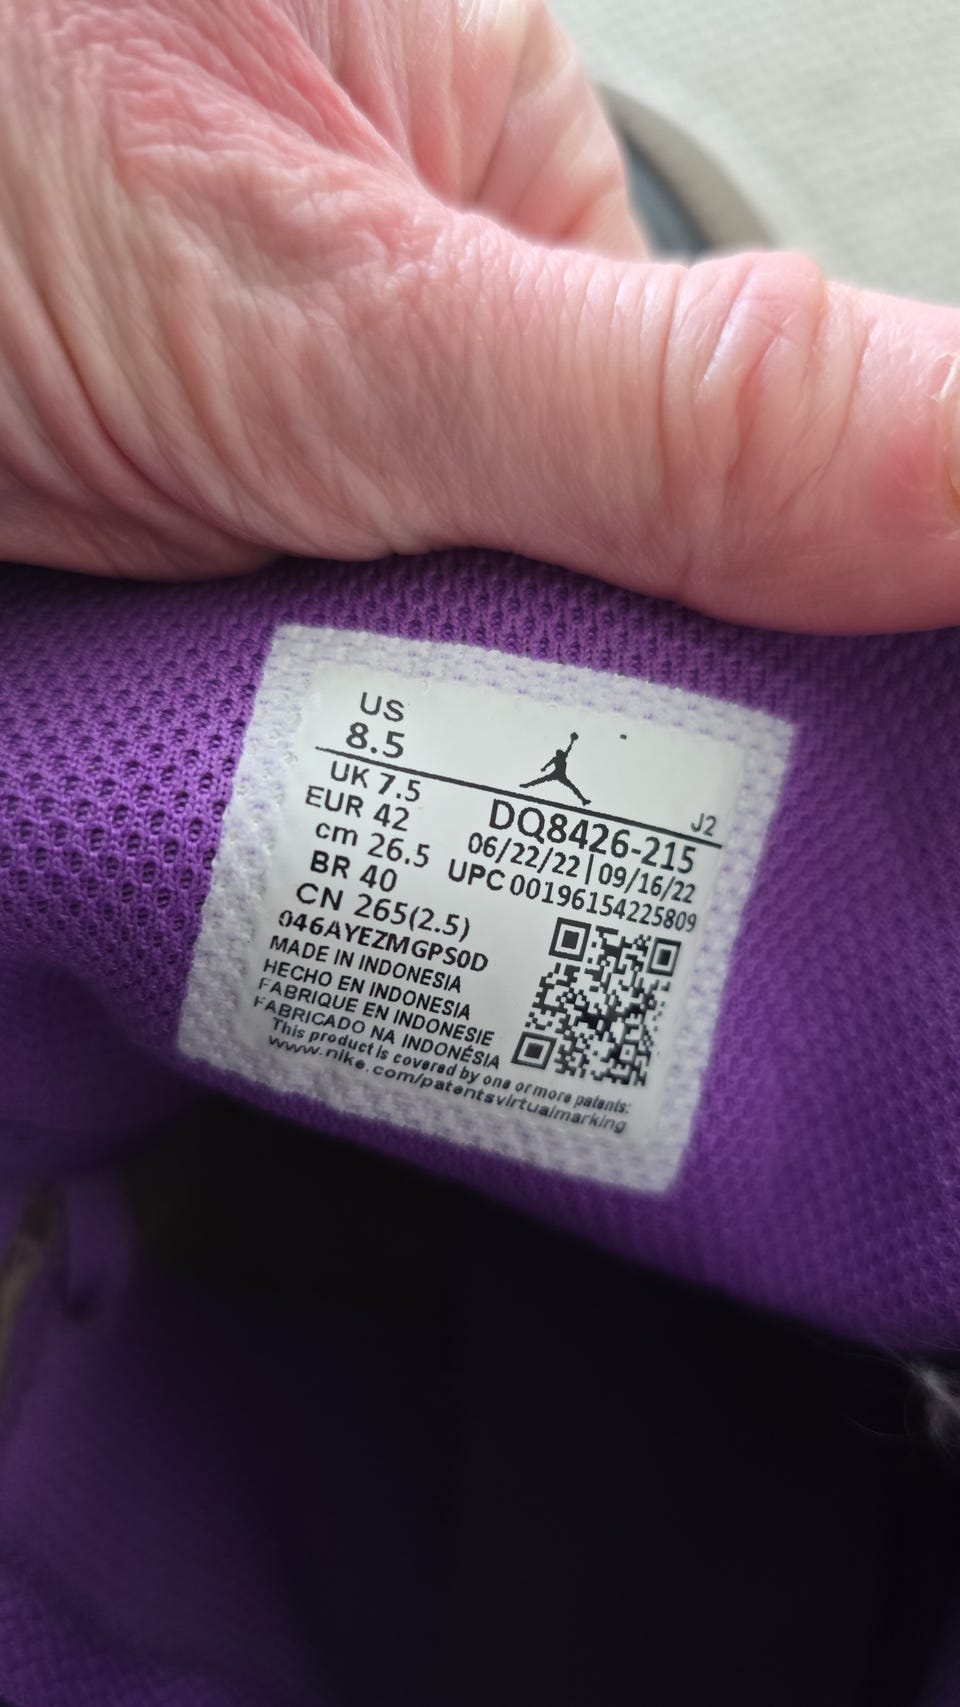 US
8.5
J2
UK 7.5
EUR 42
cm 26.5
BR 40
CN 265(2.5)
DQ8426-215
06/22/22|09/16/22
UPC 00196154225809
046AYEZMGPS0D
MADE IN INDONESIA
HECHO EN INDONESIA
FABRIQUE EN INDONESIE
FABRICADO NA INDONÉSIA
This product is covered by one or more patents:
www.nike.com/patentsvirtualmarking